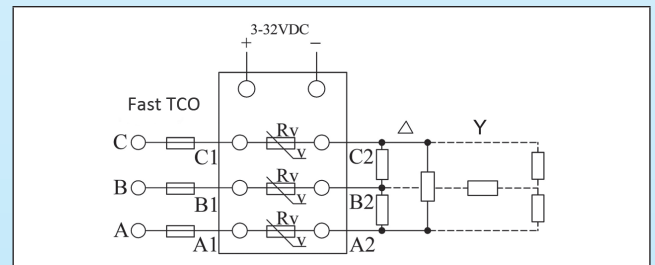 3-32VDC
+ −
Fast TCO
△ Y
C C1 Rv v C2
B B1 Rv v B2
A A1 Rv v A2